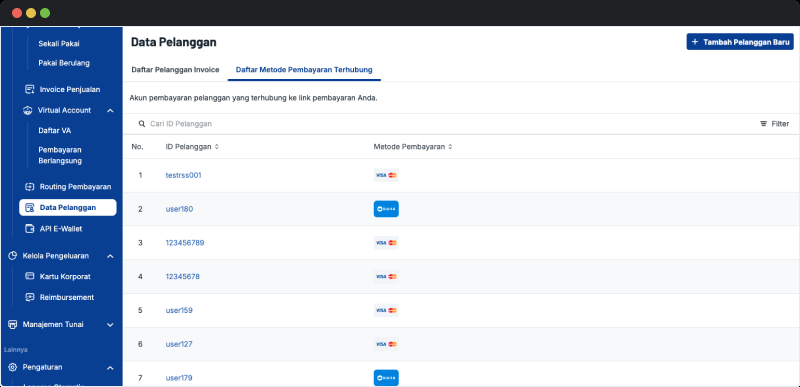 Sekali Pakai
Pakai Berulang
Invoice Penjualan
Virtual Account
Daftar VA
Pembayaran
Berlangsung
Routing Pembayaran
Data Pelanggan
API E-Wallet
Kelola Pengeluaran
Kartu Korporat
Reimbursement
Manajemen Tunai
Lainnya
Pengaturan
Data Pelanggan
+ Tambah Pelanggan Baru
Daftar Pelanggan Invoice
Daftar Metode Pembayaran Terhubung
Akun pembayaran pelanggan yang terhubung ke link pembayaran Anda.
Cari ID Pelanggan
Filter
No. ID Pelanggan Metode Pembayaran
1 testrss001 VISA
2 user180 DANA
3 123456789 VISA
4 12345678 VISA
5 user159 VISA
6 user127 VISA
7 user179 DANA